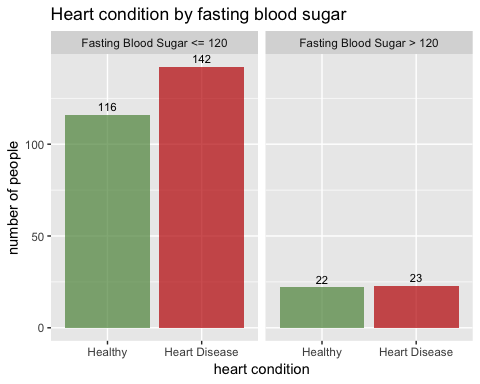 Heart condition by fasting blood sugar
Fasting Blood Sugar <= 120
Fasting Blood Sugar > 120
number of people
100
50
0
116
142
22
23
Healthy
Heart Disease
Healthy
Heart Disease
heart condition